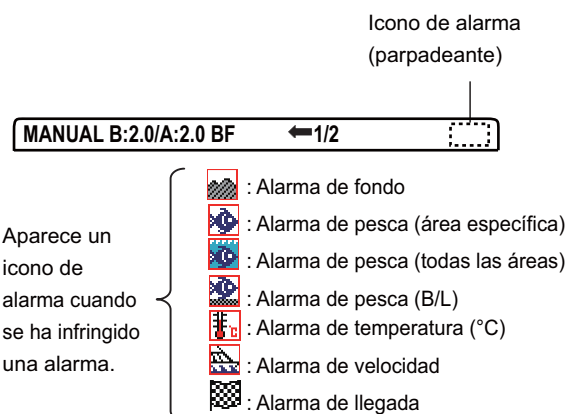 Icono de alarma
(parpadeante)
MANUAL B:2.0/A:2.0 BF ⬅1/2
: Alarma de fondo
: Alarma de pesca (área específica)
: Alarma de pesca (todas las áreas)
: Alarma de pesca (B/L)
: Alarma de temperatura (°C)
: Alarma de velocidad
: Alarma de llegada
Aparece un
icono de
alarma cuando
se ha infringido
una alarma.